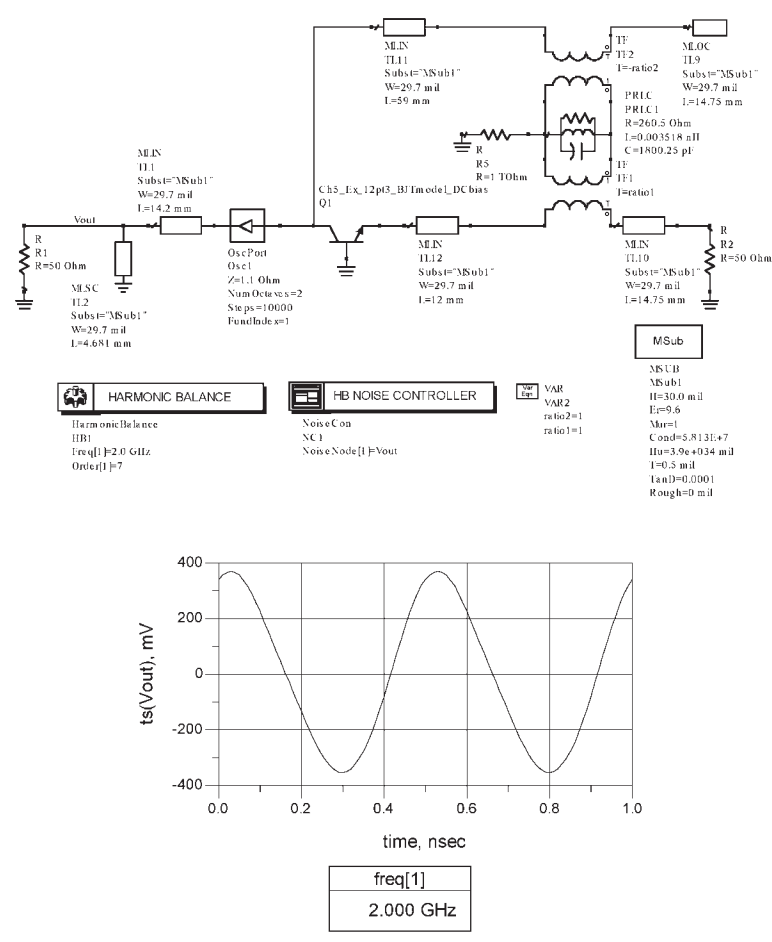 MLIN
TL11
Subst="MSub1"
W=29.7 mil
L=59 mm
TF
TF2
T=-ratio2
MLOC
TL9
Subst="MSub1"
W=29.7 mil
L=14.75 mm
PRLC
PRLC1
R=260.5 Ohm
L=0.003518 nH
C=1800.25 pF
R
R5
R=1 TOhm
TF
TF1
T=ratio1
MLIN
TL1
Subst="MSub1"
W=29.7 mil
L=14.2 mm
Ch5_Ex_12pt3_BJTmodel_DCbias
Q1
Vout
R
R1
R=50 Ohm
MLSC
TL2
Subst="MSub1"
W=29.7 mil
L=4.681 mm
OscPort
Osc1
Z=1.1 Ohm
NumOctaves=2
Steps=10000
FundIndex=1
MLIN
TL12
Subst="MSub1"
W=29.7 mil
L=12 mm
MLIN
TL10
Subst="MSub1"
W=29.7 mil
L=14.75 mm
R
R2
R=50 Ohm
MSub
MSUB
MSub1
H=30.0 mil
Er=9.6
Mur=1
Cond=5.813E+7
Hu=3.9e+034 mil
T=0.5 mil
TanD=0.0001
Rough=0 mil
HARMONIC BALANCE
HarmonicBalance
HB1
Freq[1]=2.0 GHz
Order[1]=7
HB NOISE CONTROLLER
NoiseCon
NC1
NoiseNode[1]=Vout
Var
Eqn
VAR
VAR2
ratio2=1
ratio1=1
ts(Vout), mV
400
200
0
-200
-400
0.0 0.2 0.4 0.6 0.8 1.0
time, nsec
freq[1]
2.000 GHz